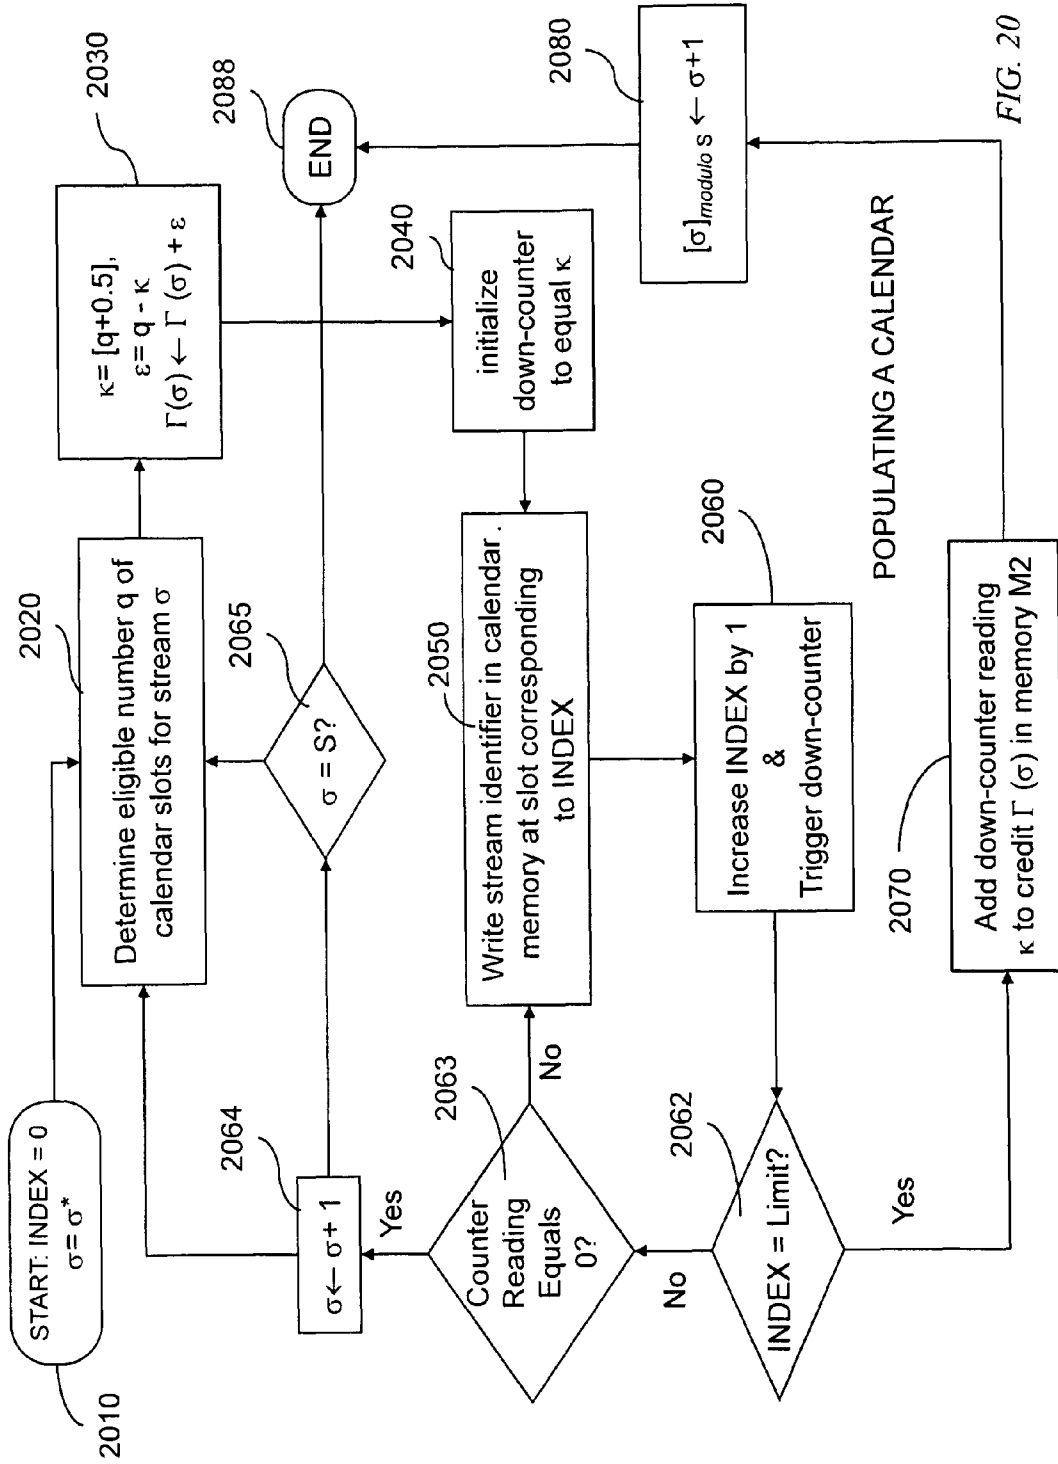 2010
START: INDEX = 0
σ= σ*
2020
Determine eligible number q of
calendar slots for stream σ
2030
κ= [q+0.5],
ε= q - κ
Γ(σ) ← Γ (σ) + ε
2064
σ← σ+ 1
2065
σ = S?
2088
END
2040
initialize
down-counter
to equal κ
Yes
2063
Counter
Reading
Equals
0?
No
2050
Write stream identifier in calendar .
memory at slot corresponding
to INDEX
2080
[σ]modulo S ← σ+1
No
2062
INDEX = Limit?
Yes
2060
Increase INDEX by 1
&
Trigger down-counter
2070
Add down-counter reading
κ to credit Γ (σ) in memory M2
POPULATING A CALENDAR
FIG. 20